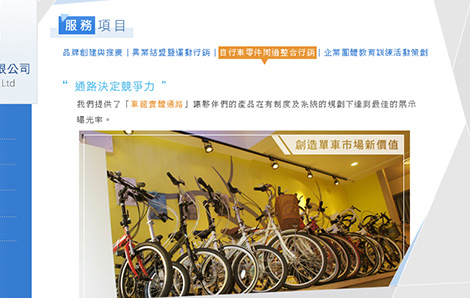 服務項目
品牌創建與推廣 | 異業結盟暨運動行銷 | 自行車零件周邊整合行銷 | 企業團體教育訓練活動策劃
限公司
Ltd
“ 通路決定競爭力 ”
我們提供了「車館實體通路」讓夥伴們的產品在有制度及系統的規劃下達到最佳的展示
曝光率。
創造單車市場新價值